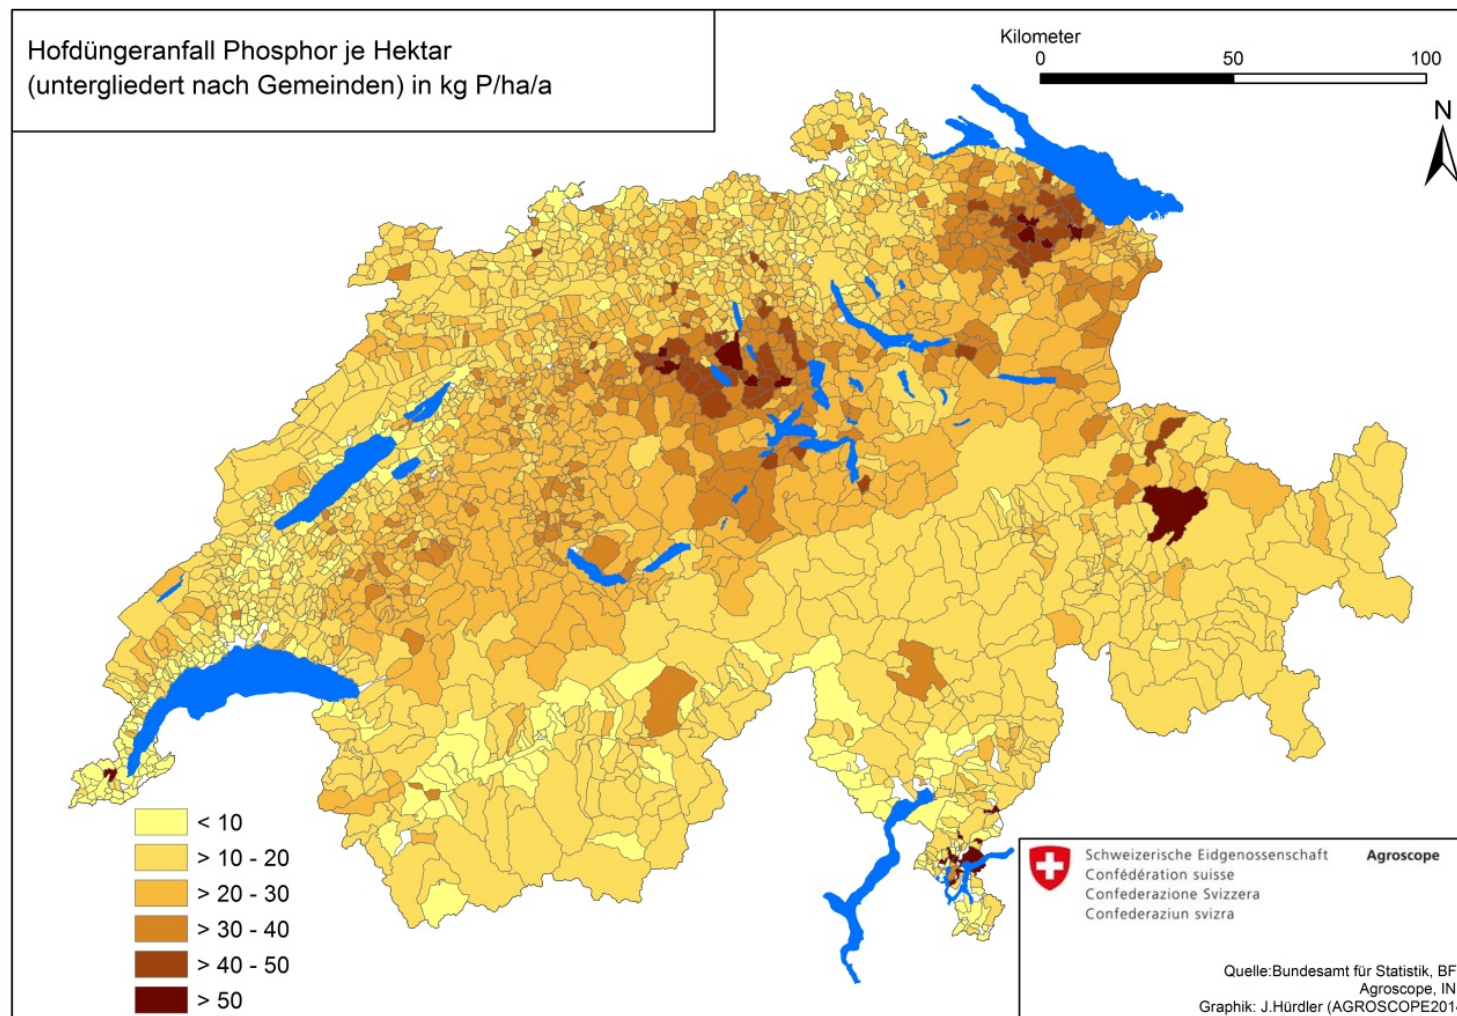 Hofdüngeranfall Phosphor je Hektar
(untergliedert nach Gemeinden) in kg P/ha/a
Kilometer
0 50 100
N
< 10
> 10 - 20
> 20 - 30
> 30 - 40
> 40 - 50
> 50
Schweizerische Eidgenossenschaft Agroscope
Confédération suisse
Confederazione Svizzera
Confederaziun svizra
Quelle:Bundesamt für Statistik, BF
Agroscope, IN
Graphik: J.Hürdler (AGROSCOPE2014